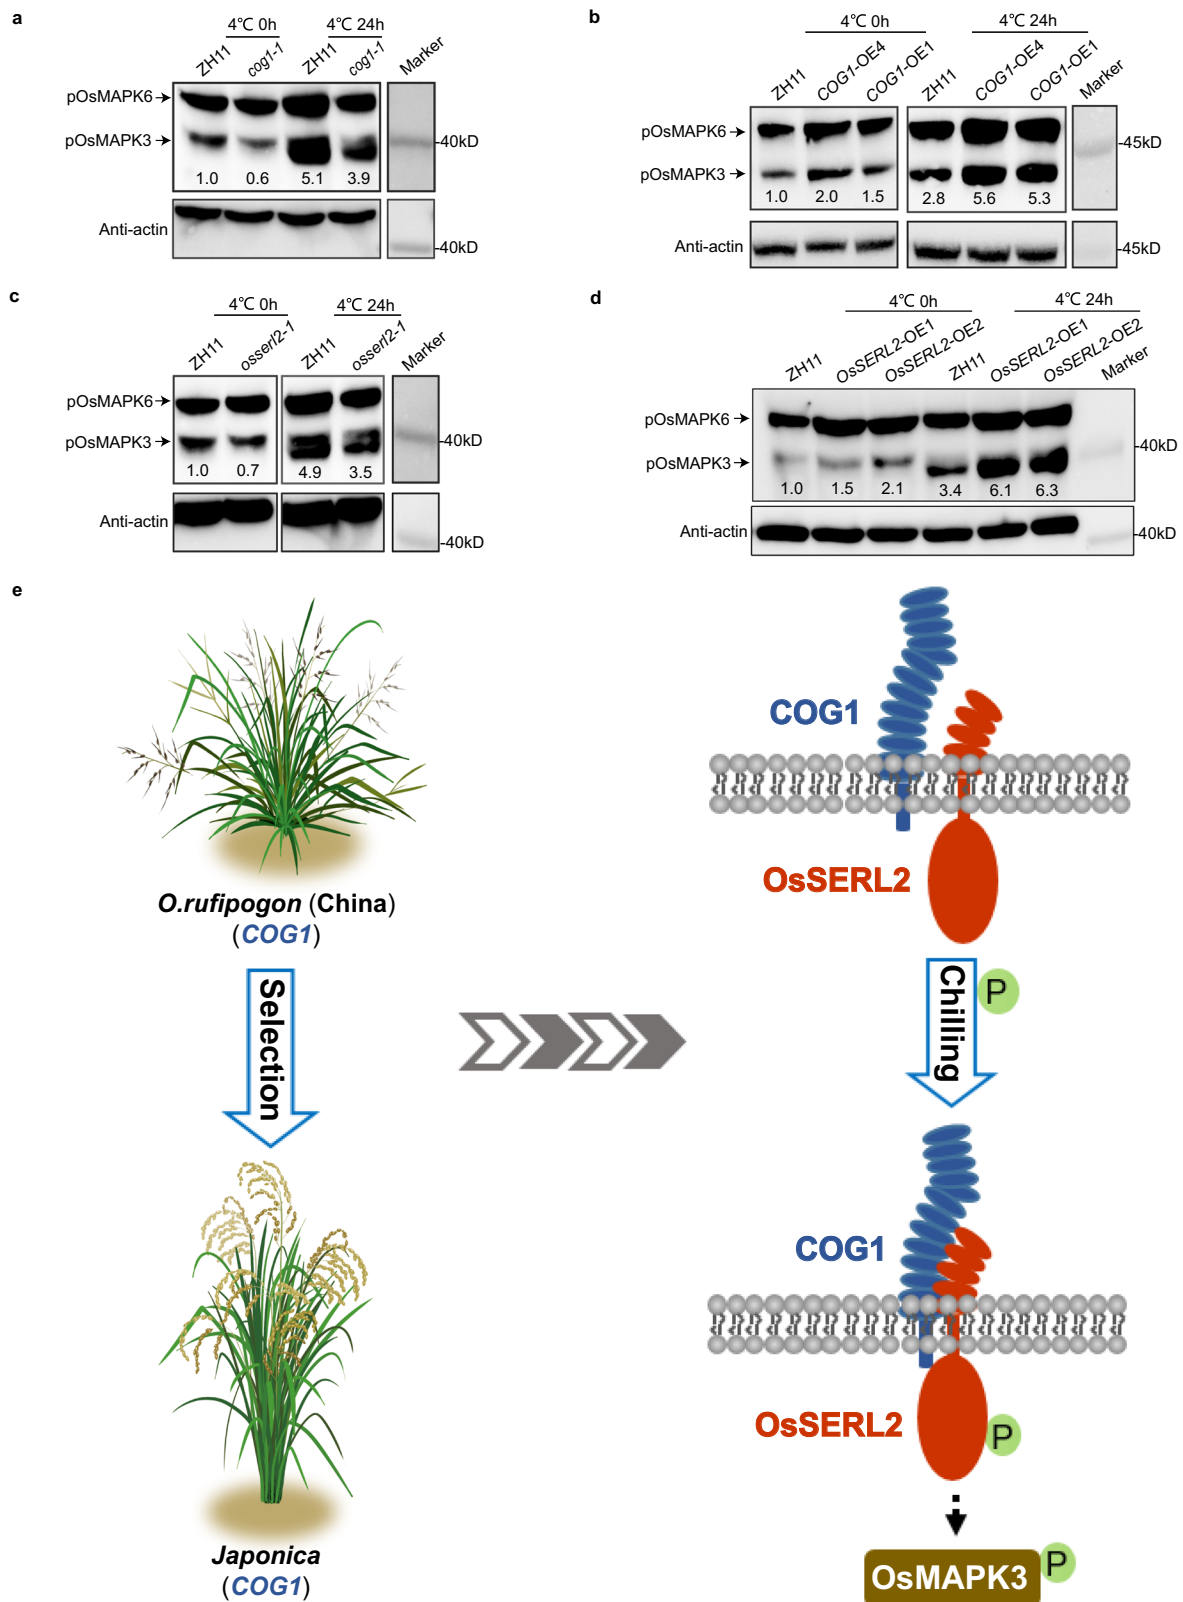 a
4℃ 0h
4℃ 24h
ZH11
cog1-1
ZH11
cog1-1
Marker
pOsMAPK6
pOsMAPK3
-40kD
1.0
0.6
5.1
3.9
Anti-actin
-40kD
b
4℃ 0h
4℃ 24h
ZH11
COG1-OE4
COG1-OE1
ZH11
COG1-OE4
COG1-OE1
Marker
pOsMAPK6
-45kD
pOsMAPK3
1.0
2.0
1.5
2.8
5.6
5.3
Anti-actin
-45kD
c
4℃ 0h
4℃ 24h
ZH11
osserl2-1
ZH11
osserl2-1
Marker
pOsMAPK6
pOsMAPK3
-40kD
1.0
0.7
4.9
3.5
Anti-actin
-40kD
d
4℃ 0h
4℃ 24h
ZH11
OsSERL2-OE1
OsSERL2-OE2
ZH11
OsSERL2-OE1
OsSERL2-OE2
Marker
pOsMAPK6
-40kD
pOsMAPK3
1.0
1.5
2.1
3.4
6.1
6.3
Anti-actin
-40kD
e
O.rufipogon (China)
(COG1)
Selection
Japonica
(COG1)
COG1
OsSERL2
Chilling
P
COG1
OsSERL2
P
OsMAPK3
P